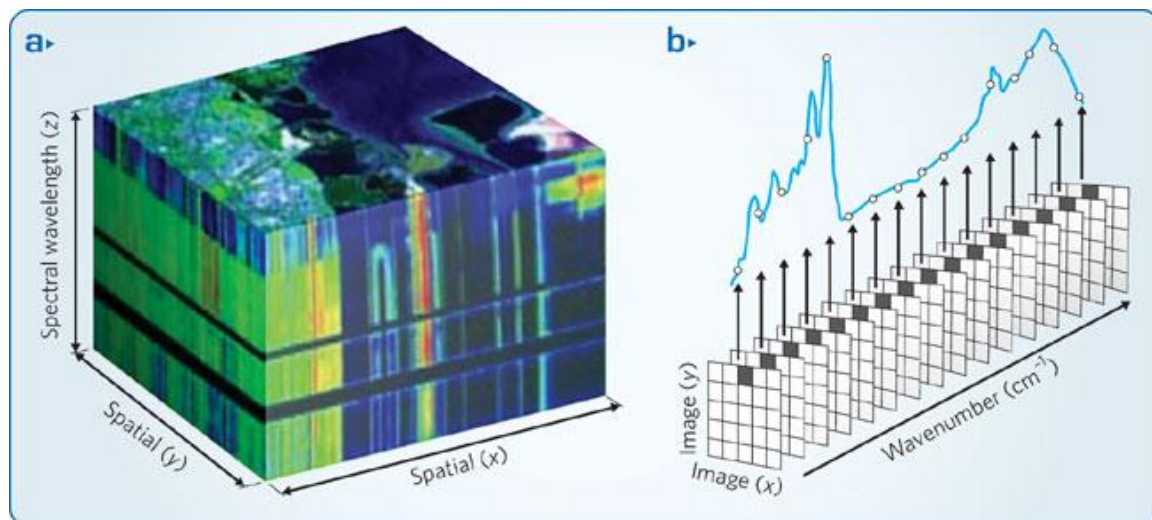 a
Spectral wavelength (z)
Spatial (y)
Spatial (x)
b
Image (y)
Image (x)
Wavenumber (cm⁻¹)